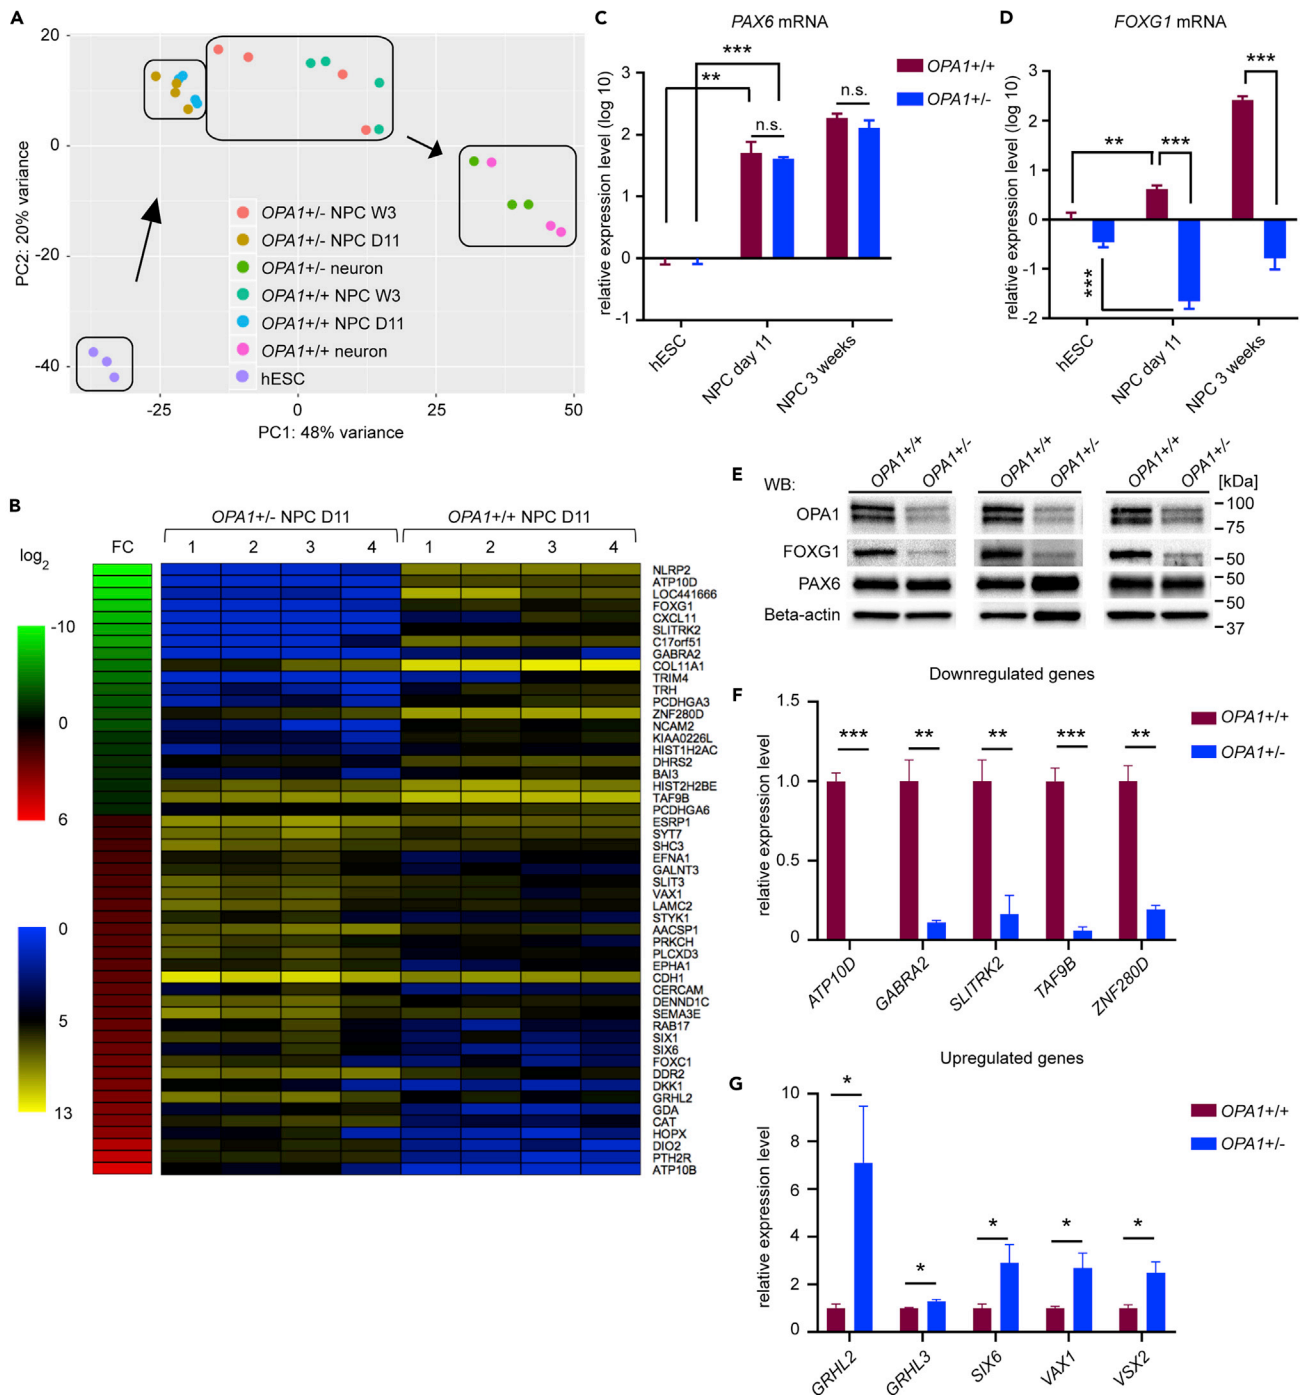 A
20
0
-20
-40
-25
0
25
50
PC2: 20% variance
PC1: 48% variance
OPA1+/- NPC W3
OPA1+/- NPC D11
OPA1+/- neuron
OPA1+/+ NPC W3
OPA1+/+ NPC D11
OPA1+/+ neuron
hESC
C
PAX6 mRNA
relative expression level (log 10)
3
2
1
0
-1
**
***
n.s.
n.s.
hESC
NPC day 11
NPC 3 weeks
OPA1+/+
OPA1+/-
D
FOXG1 mRNA
relative expression level (log 10)
3
2
1
0
-1
-2
**
***
***
***
hESC
NPC day 11
NPC 3 weeks
B
OPA1+/- NPC D11
OPA1+/+ NPC D11
log2
FC
1 2 3 4 1 2 3 4
-10
0
6
0
5
13
NLRP2
ATP10D
LOC441666
FOXG1
CXCL11
SLITRK2
C17orf51
GABRA2
COL11A1
TRIM4
TRH
PCDHGA3
ZNF280D
NCAM2
KIAA0226L
HIST1H2AC
DHRS2
BAI3
HIST2H2BE
TAF9B
PCDHGA6
ESRP1
SYT7
SHC3
EFNA1
GALNT3
SLIT3
VAX1
LAMC2
STYK1
AACSP1
PRKCH
PLCXD3
EPHA1
CDH1
CERCAM
DENND1C
SEMA3E
RAB17
SIX1
SIX6
FOXC1
DDR2
DKK1
GRHL2
GDA
CAT
HOPX
DIO2
PTH2R
ATP10B
E
WB:
OPA1+/+ OPA1+/- OPA1+/+ OPA1+/- OPA1+/+ OPA1+/-
[kDa]
OPA1
100
75
FOXG1
50
PAX6
50
50
Beta-actin
37
F
Downregulated genes
relative expression level
1.5
1.0
0.5
0
***
**
**
***
**
ATP10D
GABRA2
SLITRK2
TAF9B
ZNF280D
OPA1+/+
OPA1+/-
G
Upregulated genes
relative expression level
10
8
6
4
2
0
*
*
*
*
*
GRHL2
GRHL3
SIX6
VAX1
VSX2
OPA1+/+
OPA1+/-